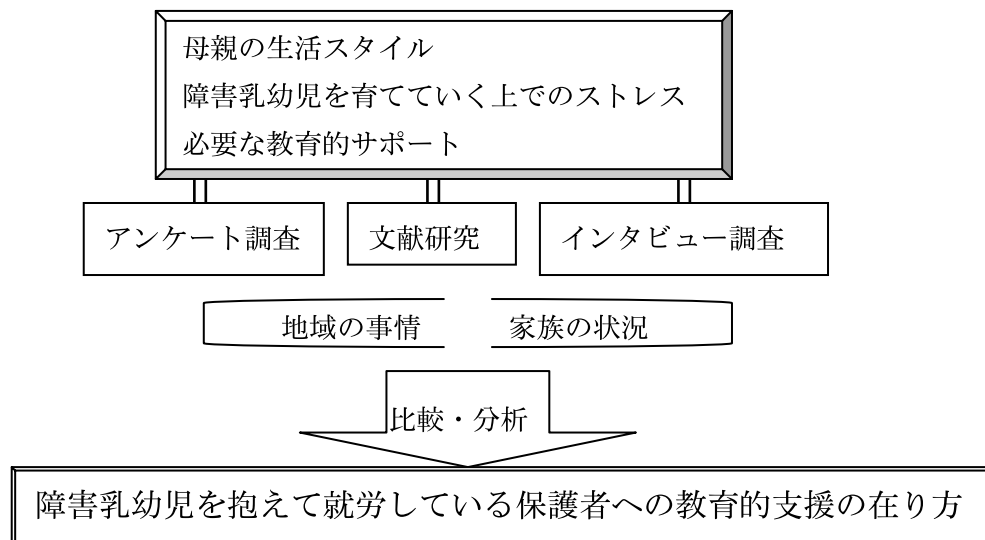 母親の生活スタイル
障害乳幼児を育てていく上でのストレス
必要な教育的サポート
アンケート調査
文献研究
インタビュー調査
地域の事情
家族の状況
比較・分析
障害乳幼児を抱えて就労している保護者への教育的支援の在り方